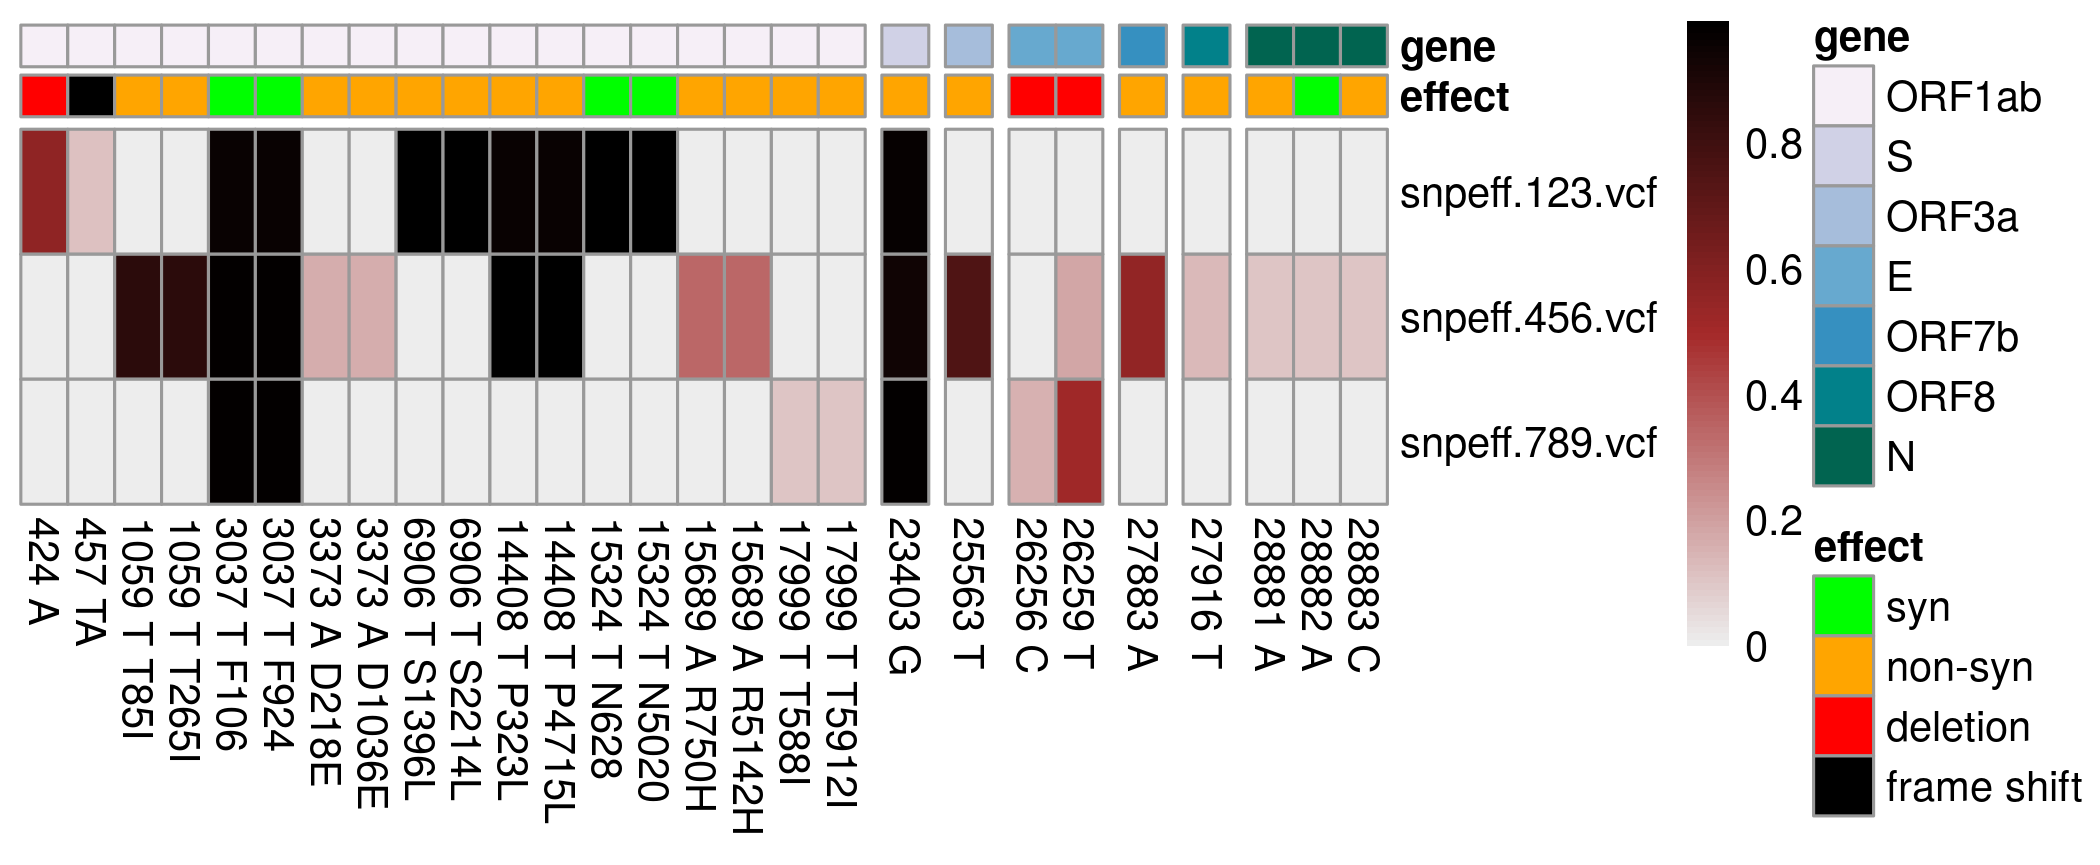 gene
effect
snpeff.123.vcf
snpeff.456.vcf
snpeff.789.vcf
424 A
457 TA
1059 T T85I
1059 T T265I
3037 T F106
3037 T F924
3373 A D218E
3373 A D1036E
6906 T S1396L
6906 T S2214L
14408 T P323L
14408 T P4715L
15324 T N628
15324 T N5020
15689 A R750H
15689 A R5142H
17999 T T588I
17999 T T5912I
23403 G
25563 T
26256 C
26259 T
27883 A
27916 T
28881 A
28882 A
28883 C
0.8
0.6
0.4
0.2
0
gene
ORF1ab
S
ORF3a
E
ORF7b
ORF8
N
effect
syn
non-syn
deletion
frame shift